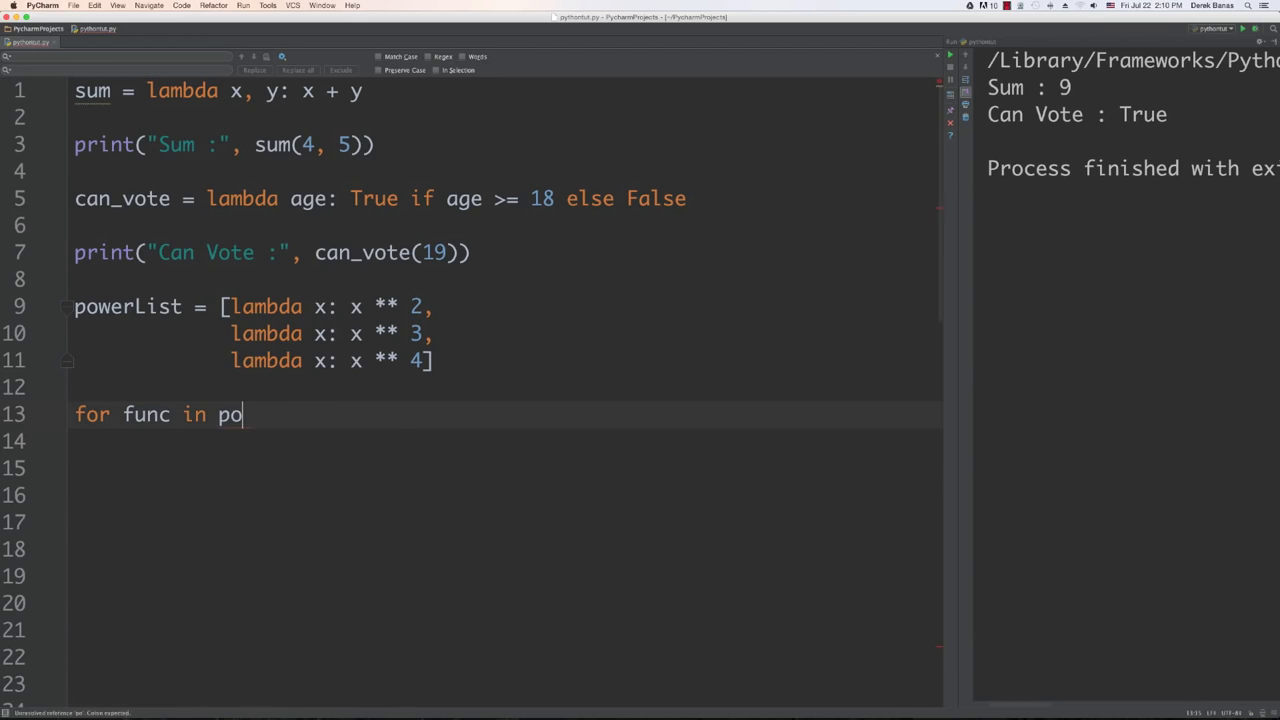 PyCharm File Edit View Navigate Code Refactor Run Tools VCS Window Help 10 Fri Jul 22 2:10 PM Derek Banas
pythontut.py - PycharmProjects - [~/PycharmProjects]
PycharmProjects pythontut.py pythontut
pythontut.py Run pythontut
Match Case Regex Words
Replace Replace all Exclude Preserve Case In Selection
1 sum = lambda x, y: x + y
2
3 print("Sum :", sum(4, 5))
4
5 can_vote = lambda age: True if age >= 18 else False
6
7 print("Can Vote :", can_vote(19))
8
9 powerList = [lambda x: x ** 2,
10 lambda x: x ** 3,
11 lambda x: x ** 4]
12
13 for func in po
14
15
16
17
18
19
20
21
22
23
/Library/Frameworks/Pytho
Sum : 9
Can Vote : True
Process finished with exi
Unresolved reference 'po'. Colon expected. 13:15 LF÷ UTF-8÷